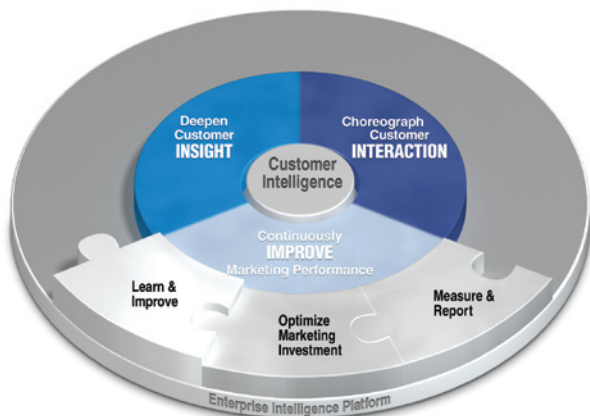 Deepen
Customer
INSIGHT
Choreograph
Customer
INTERACTION
Customer
Intelligence
Continuously
IMPROVE
Marketing Performance
Learn &
Improve
Optimize
Marketing
Investment
Measure &
Report
Enterprise Intelligence Platform